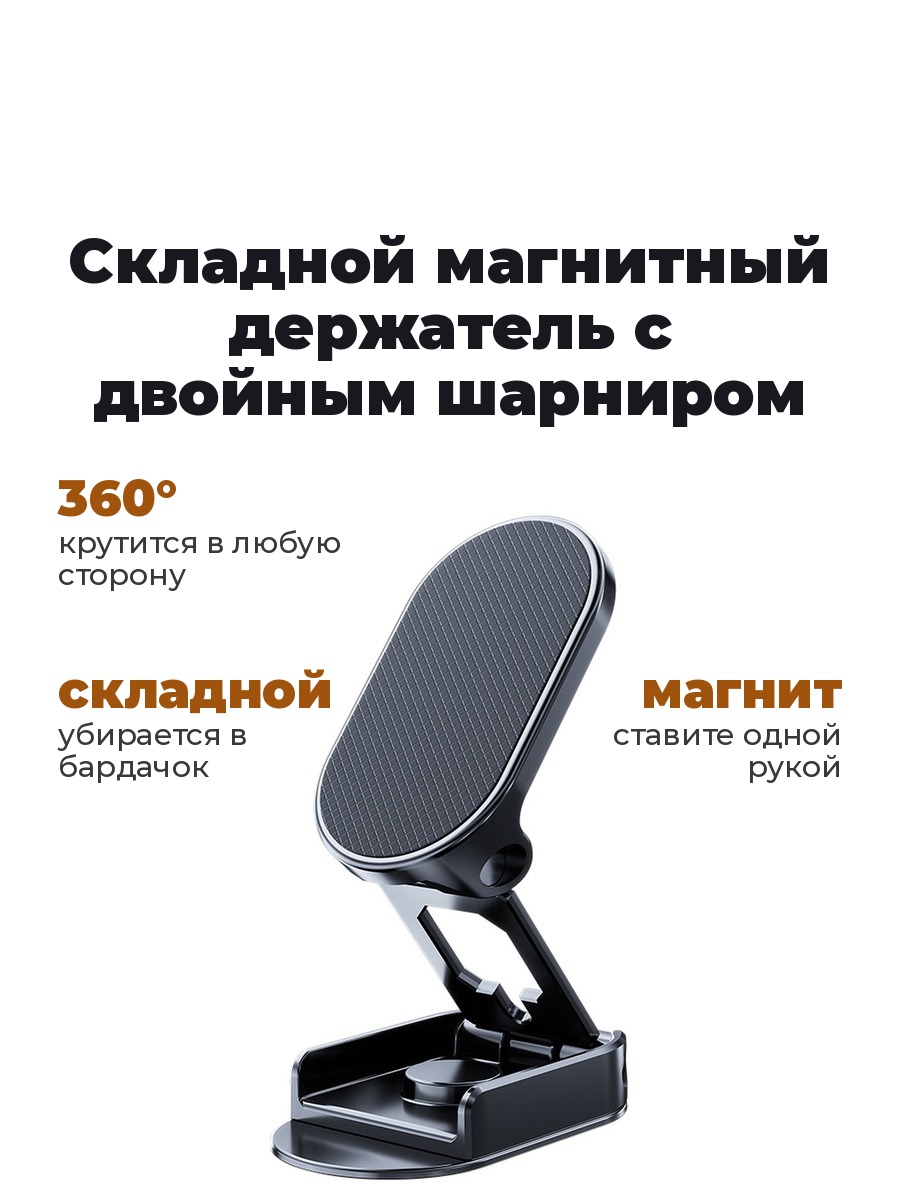 Складной магнитный
держатель с
двойным шарниром
360°
крутится в любую
сторону
складной
убирается в
бардачок
магнит
ставите одной
рукой